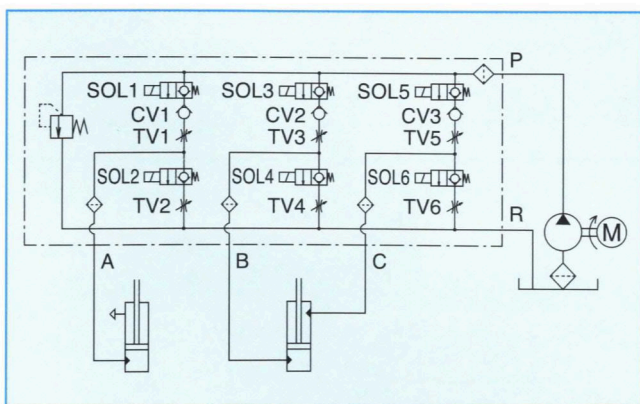 P
SOL1 SOL3 SOL5
CV1 CV2 CV3
TV1 TV3 TV5
SOL2 SOL4 SOL6
TV2 TV4 TV6
R
M
A B C